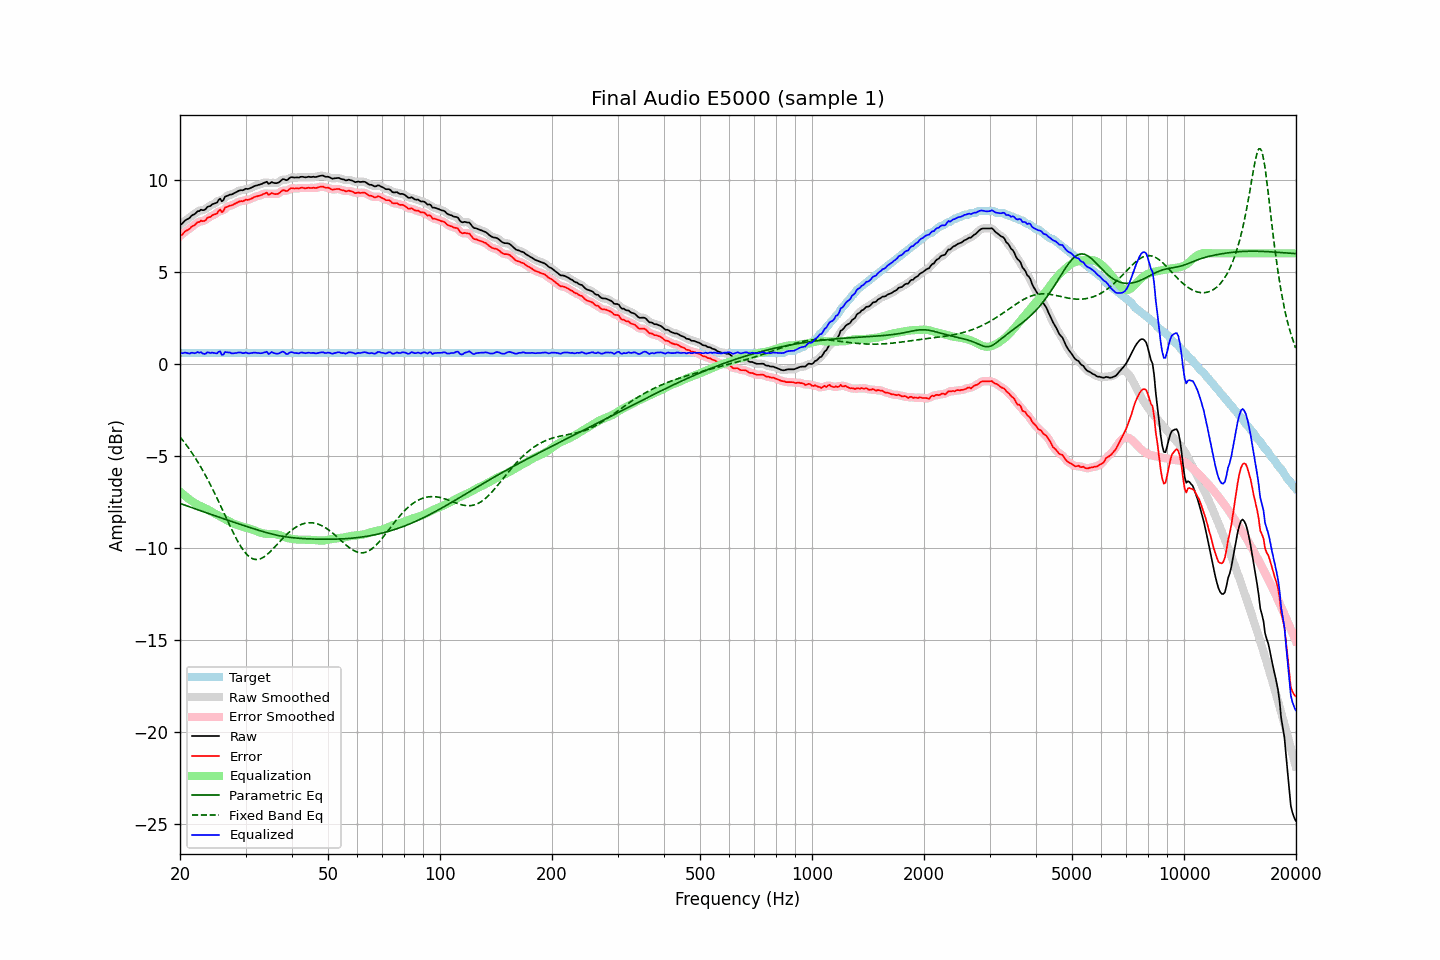 Final Audio E5000 (sample 1)
10
5
0
−5
−10
−15
−20
−25
Amplitude (dBr)
Target
Raw Smoothed
Error Smoothed
Raw
Error
Equalization
Parametric Eq
Fixed Band Eq
Equalized
20 50 100 200 500 1000 2000 5000 10000 20000
Frequency (Hz)